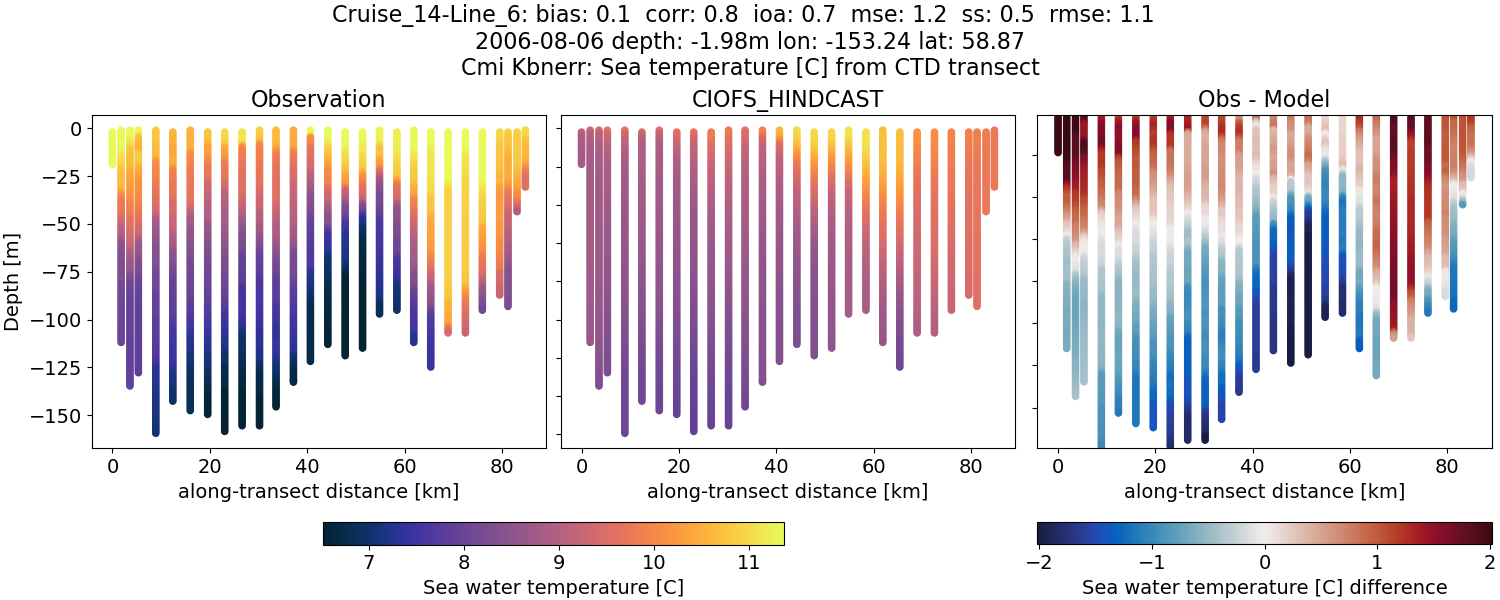 Cruise_14-Line_6: bias: 0.1  corr: 0.8  ioa: 0.7  mse: 1.2  ss: 0.5  rmse: 1.1
2006-08-06 depth: -1.98m lon: -153.24 lat: 58.87
Cmi Kbnerr: Sea temperature [C] from CTD transect
Observation
CIOFS_HINDCAST
Obs - Model
Depth [m]
0
−25
−50
−75
−100
−125
−150
0 20 40 60 80
0 20 40 60 80
0 20 40 60 80
along-transect distance [km]
along-transect distance [km]
along-transect distance [km]
7 8 9 10 11
Sea water temperature [C]
−2 −1 0 1 2
Sea water temperature [C] difference